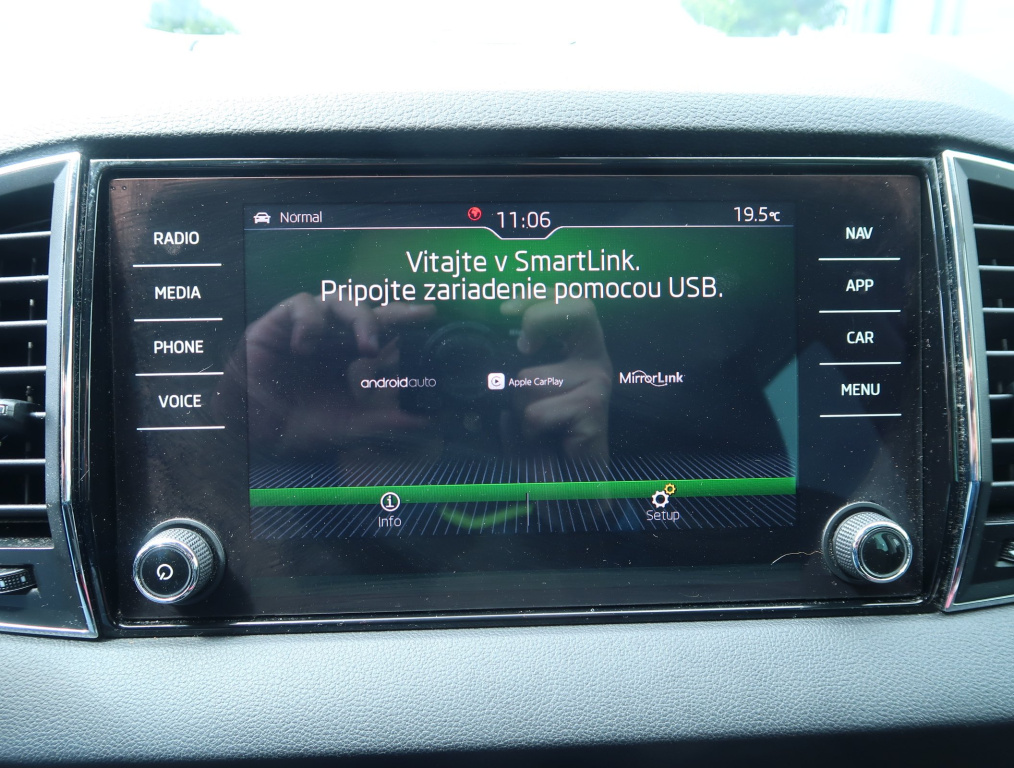 Normal 11:06 19.5°C
RADIO
MEDIA
PHONE
VOICE
Vitajte v SmartLink.
Pripojte zariadenie pomocou USB.
androidauto Apple CarPlay MirrorLink
Info Setup
NAV
APP
CAR
MENU